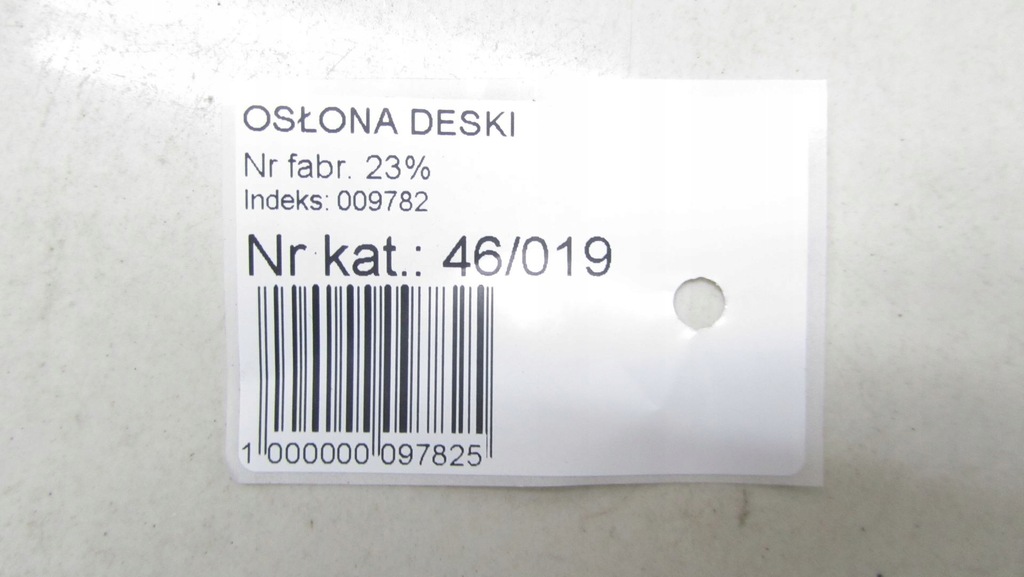 OSŁONA DESKI
Nr fabr. 23%
Indeks: 009782
Nr kat.: 46/019
1 000000 097825